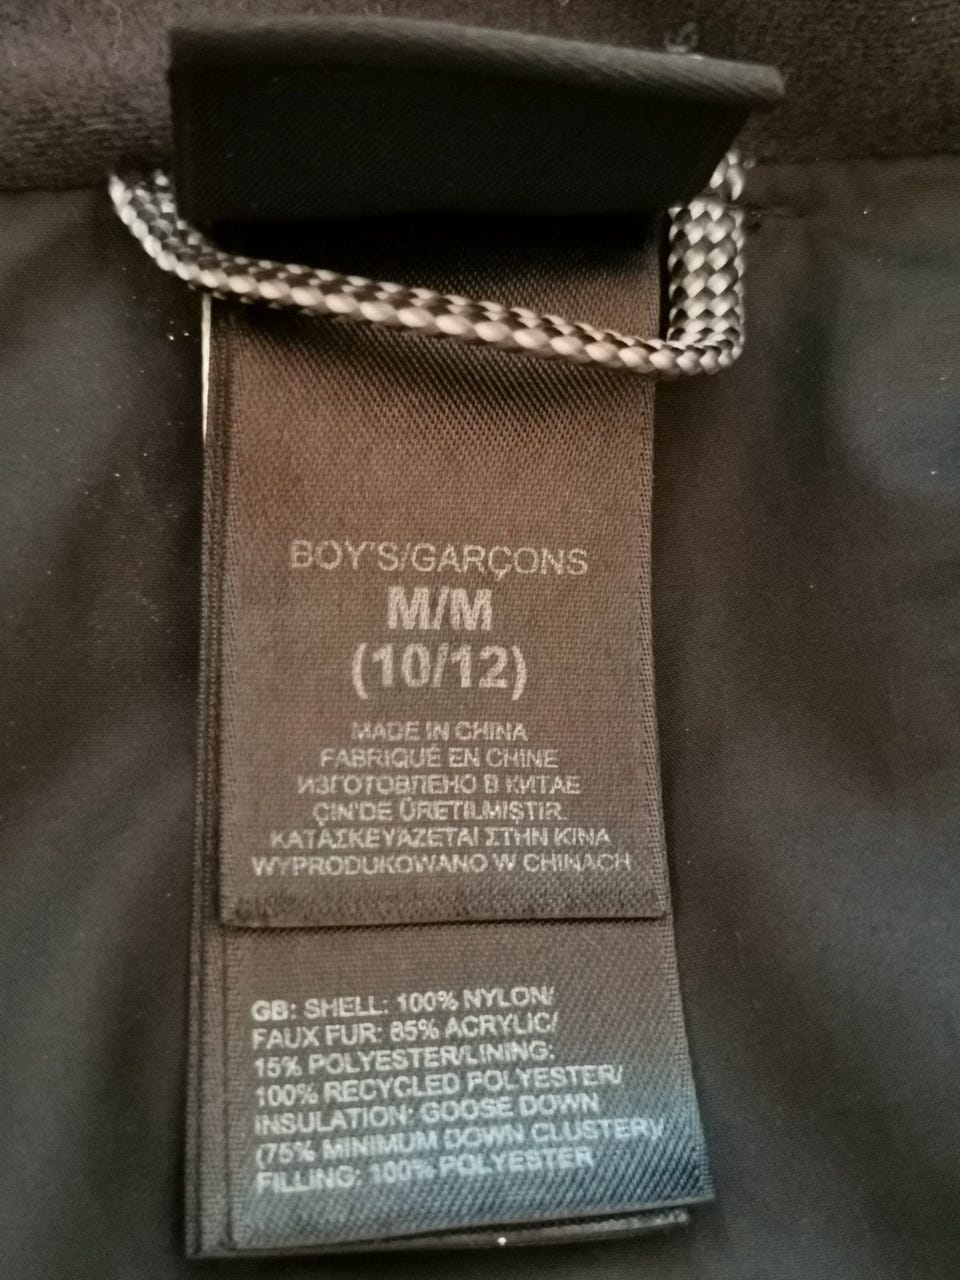 BOY'S/GARÇONS
M/M
(10/12)
MADE IN CHINA
FABRIQUÉ EN CHINE
ИЗГОТОВЛЕНО В КИТАЕ
ÇIN'DE ÜRETILMIŞTIR.
ΚΑΤΑΣΚΕΥΑΖΕΤΑΙ ΣΤΗΝ ΚΙΝΑ
WYPRODUKOWANO W CHINACH
GB: SHELL: 100% NYLON/
FAUX FUR: 85% ACRYLIC/
15% POLYESTER/LINING:
100% RECYCLED POLYESTER/
INSULATION: GOOSE DOWN
(75% MINIMUM DOWN CLUSTER)/
FILLING: 100% POLYESTER